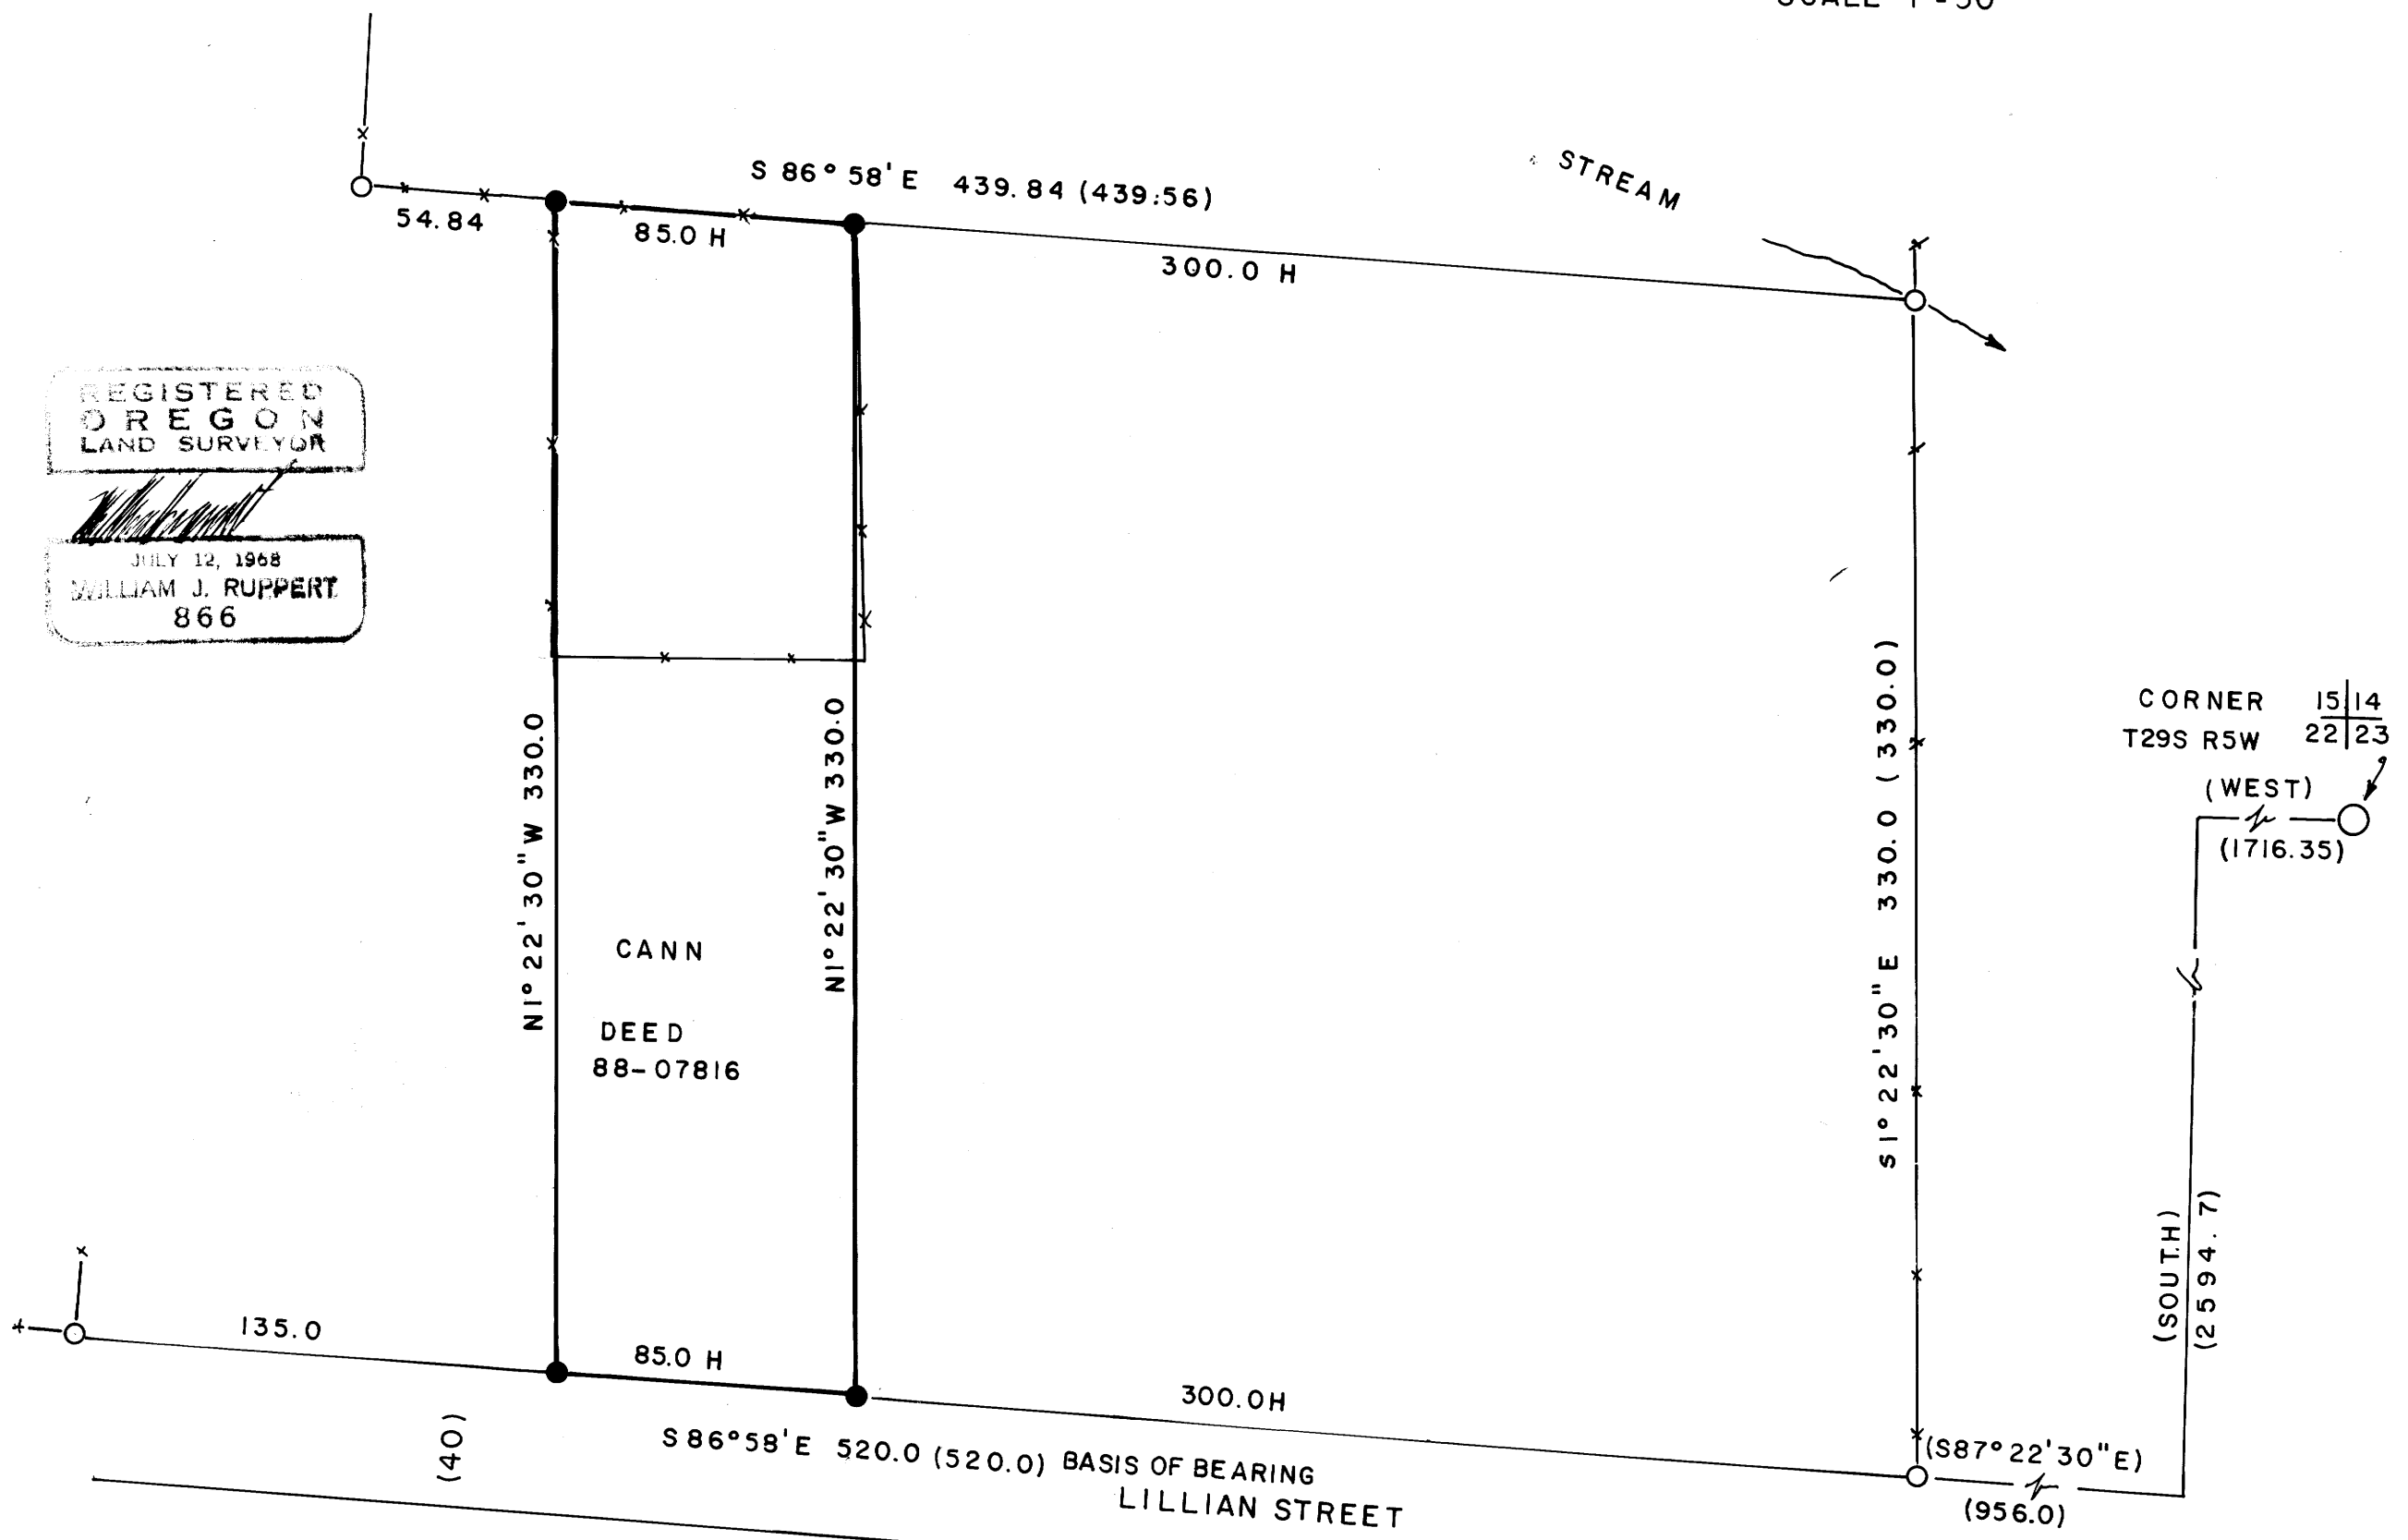 SCALE 1"=50'
S 86° 58' E 439.84 (439.56)
STREAM
54.84
85.0 H
300.0 H
REGISTERED
OREGON
LAND SURVEYOR
JULY 12, 1968
WILLIAM J. RUPPERT
866
N1° 22' 30" W 330.0
N1° 22' 30" W 330.0
S 1° 22' 30" E 330.0 (330.0)
CORNER
T29S R5W
15 14
22 23
(WEST)
(1716.35)
CANN
DEED
88-07816
(SOUTH)
(2594.7)
135.0
85.0 H
300.0H
(40)
S 86°58' E 520.0 (520.0) BASIS OF BEARING
LILLIAN STREET
(S87° 22' 30" E)
(956.0)